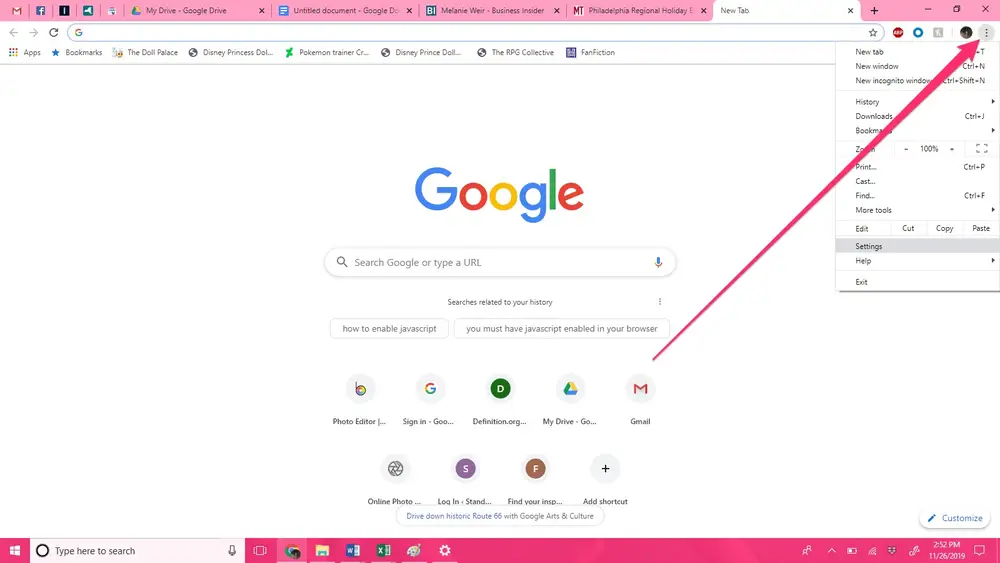 My Drive - Google Drive
Untitled document - Google Do
Melanie Weir - Business Insider
Philadelphia Regional Holiday E
New Tab
Apps
Bookmarks
The Doll Palace
Disney Princess Doll...
Pokemon trainer Cr...
Disney Princess Doll...
The RPG Collective
FanFiction
New tab
New window Ctrl+N
New incognito window Ctrl+Shift+N
History
Downloads Ctrl+J
100%
- +
Print... Ctrl+P
Cast...
Find... Ctrl+F
More tools
Edit Cut Copy Paste
Settings
Help
Exit
Google
Search Google or type a URL
Searches related to your history
how to enable javascript
you must have javascript enabled in your browser
Photo Editor |...
Sign in - Goo...
Definition.org...
My Drive - Go...
Gmail
Online Photo ...
Log In ‹ Stand...
Find your insp...
Add shortcut
Drive down historic Route 66 with Google Arts & Culture
Customize
Type here to search
2:52 PM
11/26/2019